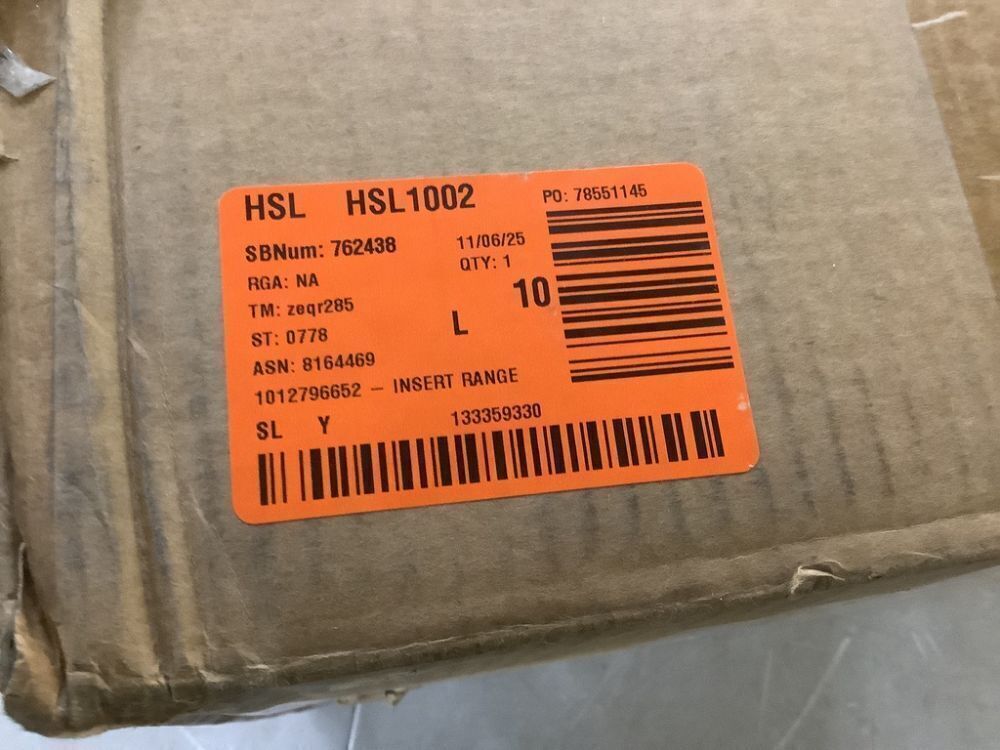 HSL HSL1002 PO: 78551145
SBNum: 762438 11/06/25
RGA: NA QTY: 1
TM: zeqr285 10
ST: 0778 L
ASN: 8164469
1012796652 – INSERT RANGE
SL Y 133359330